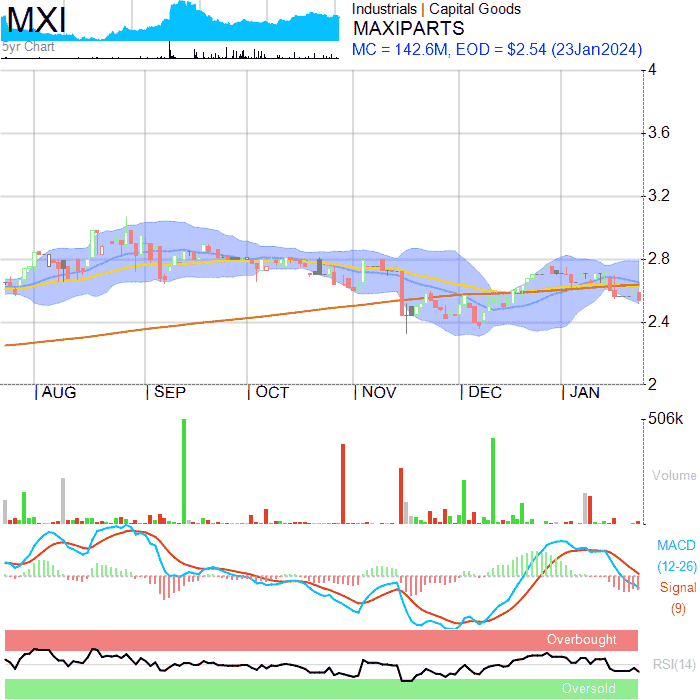 MXI
5yr Chart
Industrials | Capital Goods
MAXIPARTS
MC = 142.6M, EOD = $2.54 (23Jan2024)
4
3.6
3.2
2.8
2.4
2
| AUG | SEP | OCT | NOV | DEC | JAN
506k
Volume
MACD
(12-26)
Signal
(9)
Overbought
RSI(14)
Oversold